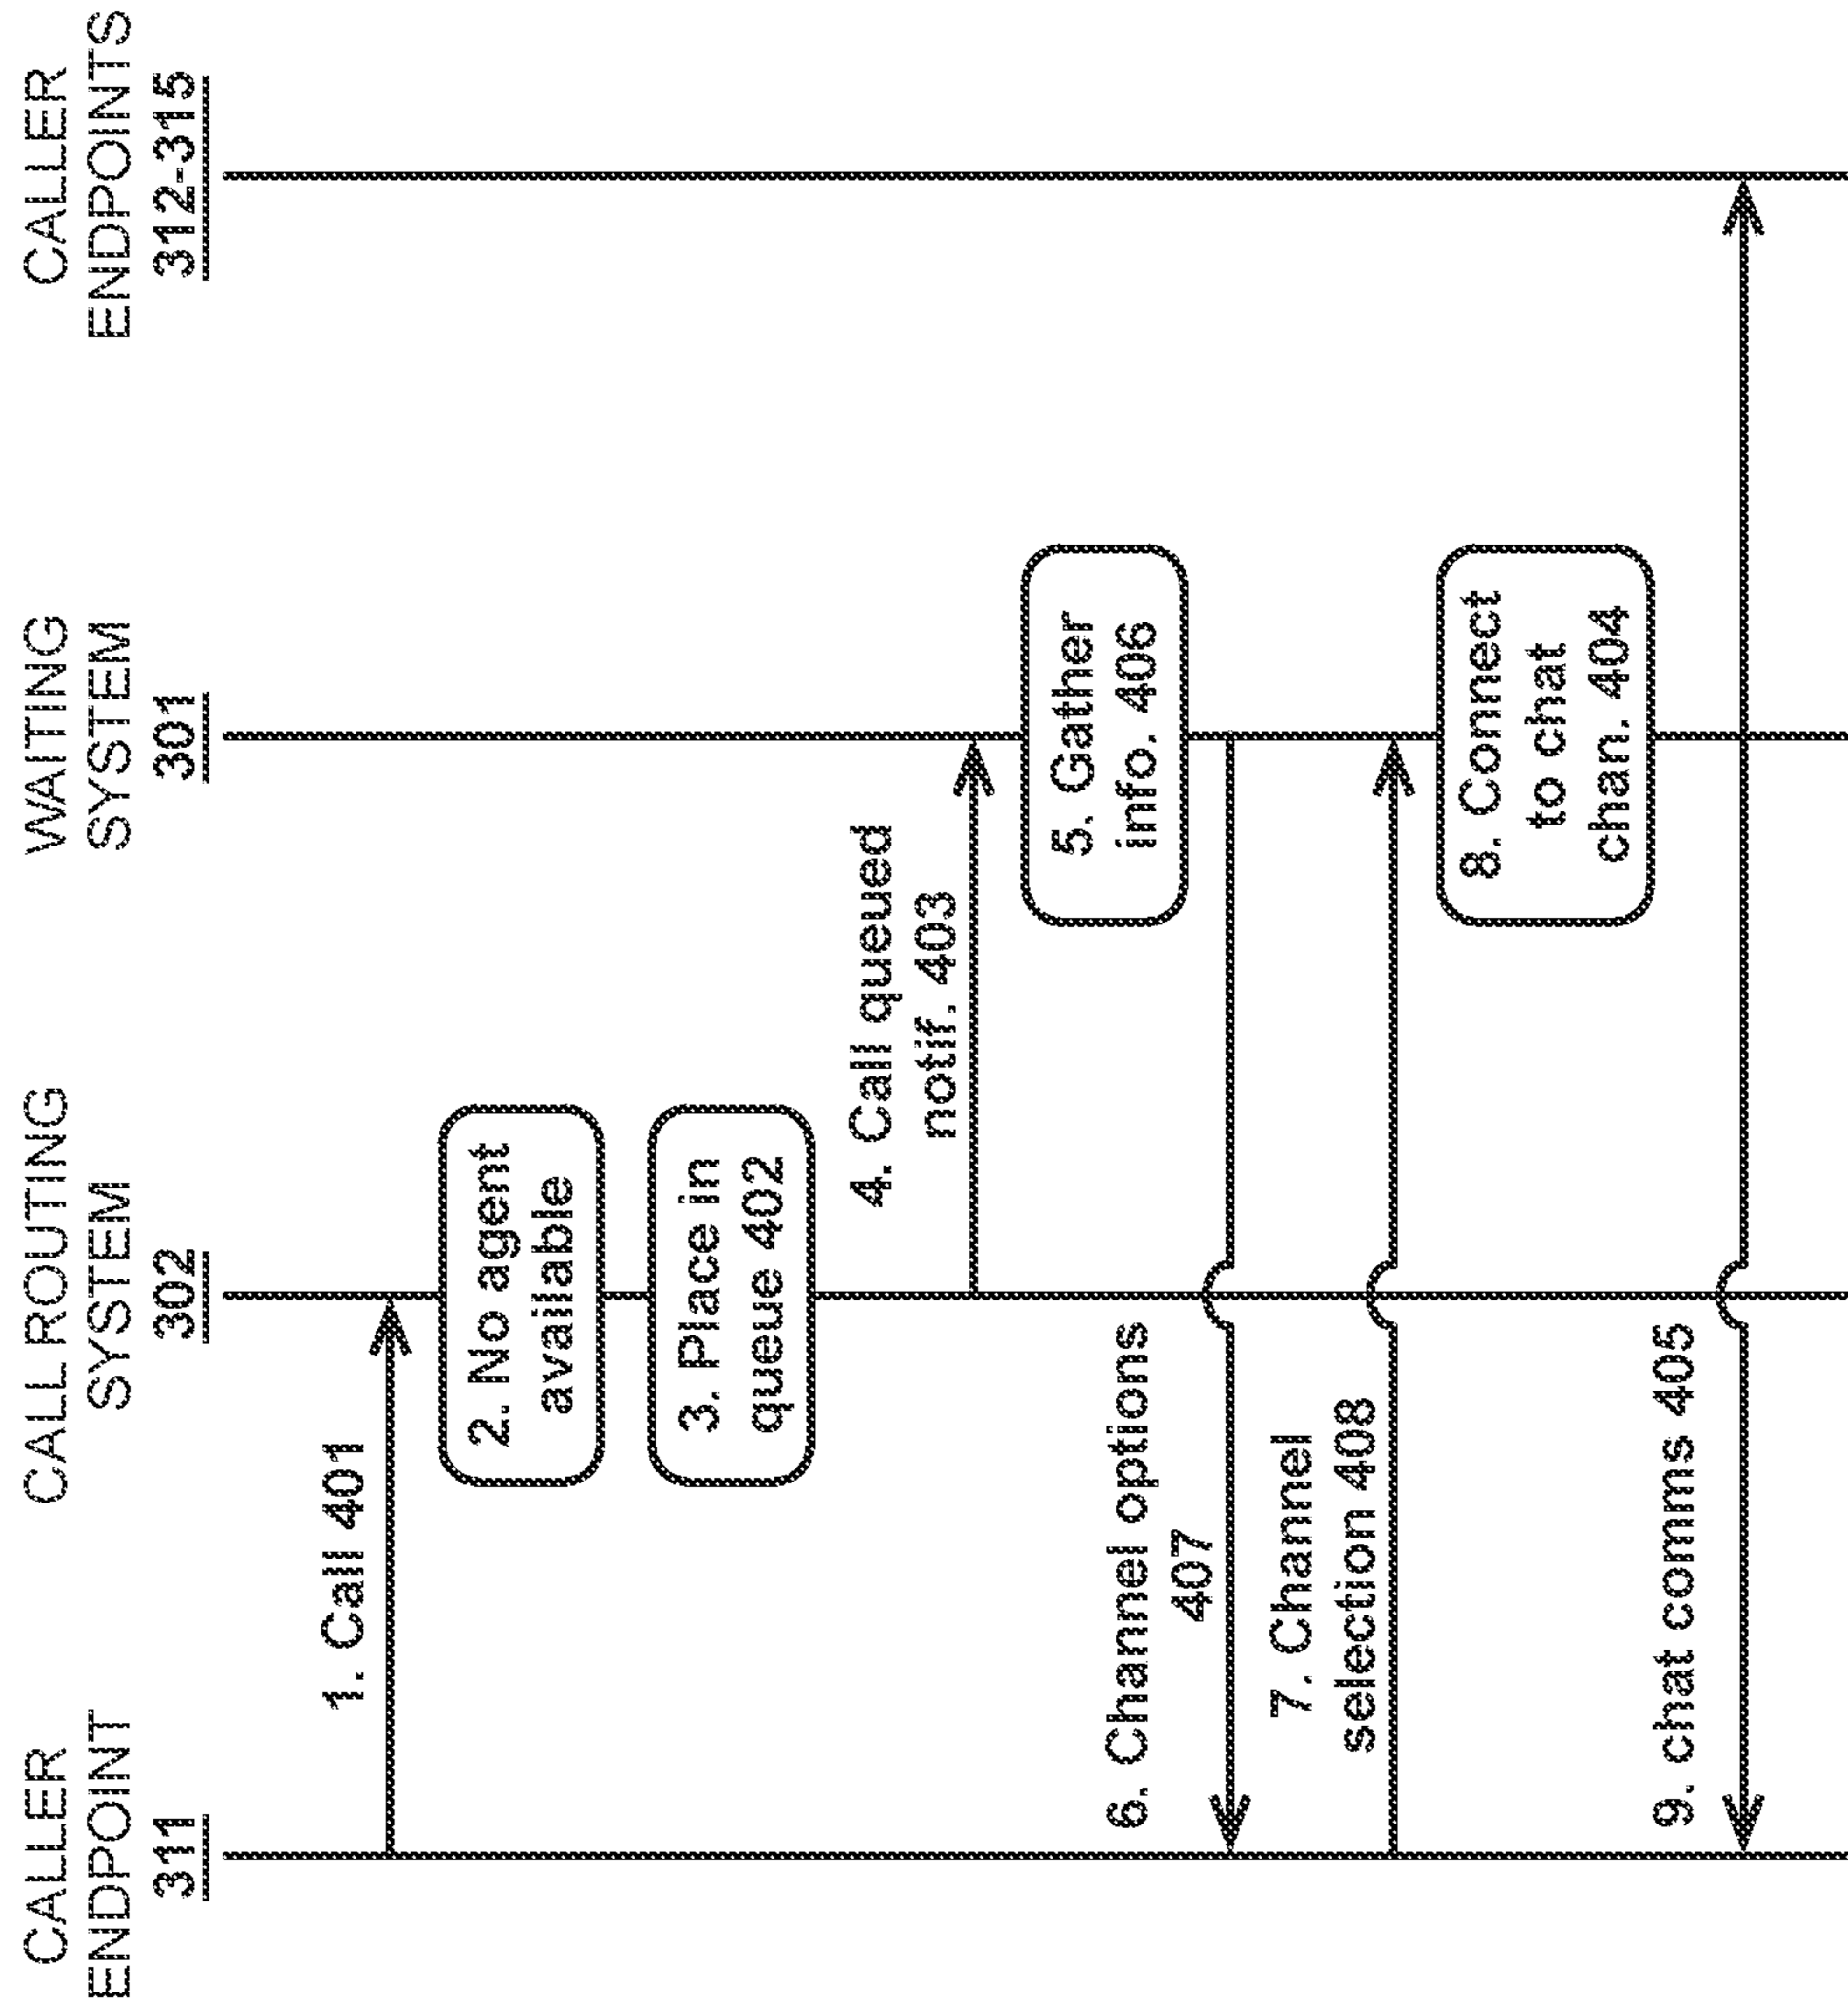 CALLER
ENDPOINT
311
CALL ROUTING
SYSTEM
302
WAITING
SYSTEM
301
CALLER
ENDPOINTS
312-315
1. Call 401
2. No agent
available
3. Place in
queue 402
4. Call queued
notif. 403
5. Gather
info. 406
6. Channel options
407
7. Channel
selection 408
8. Connect
to chat
chan. 404
9. chat comms 405